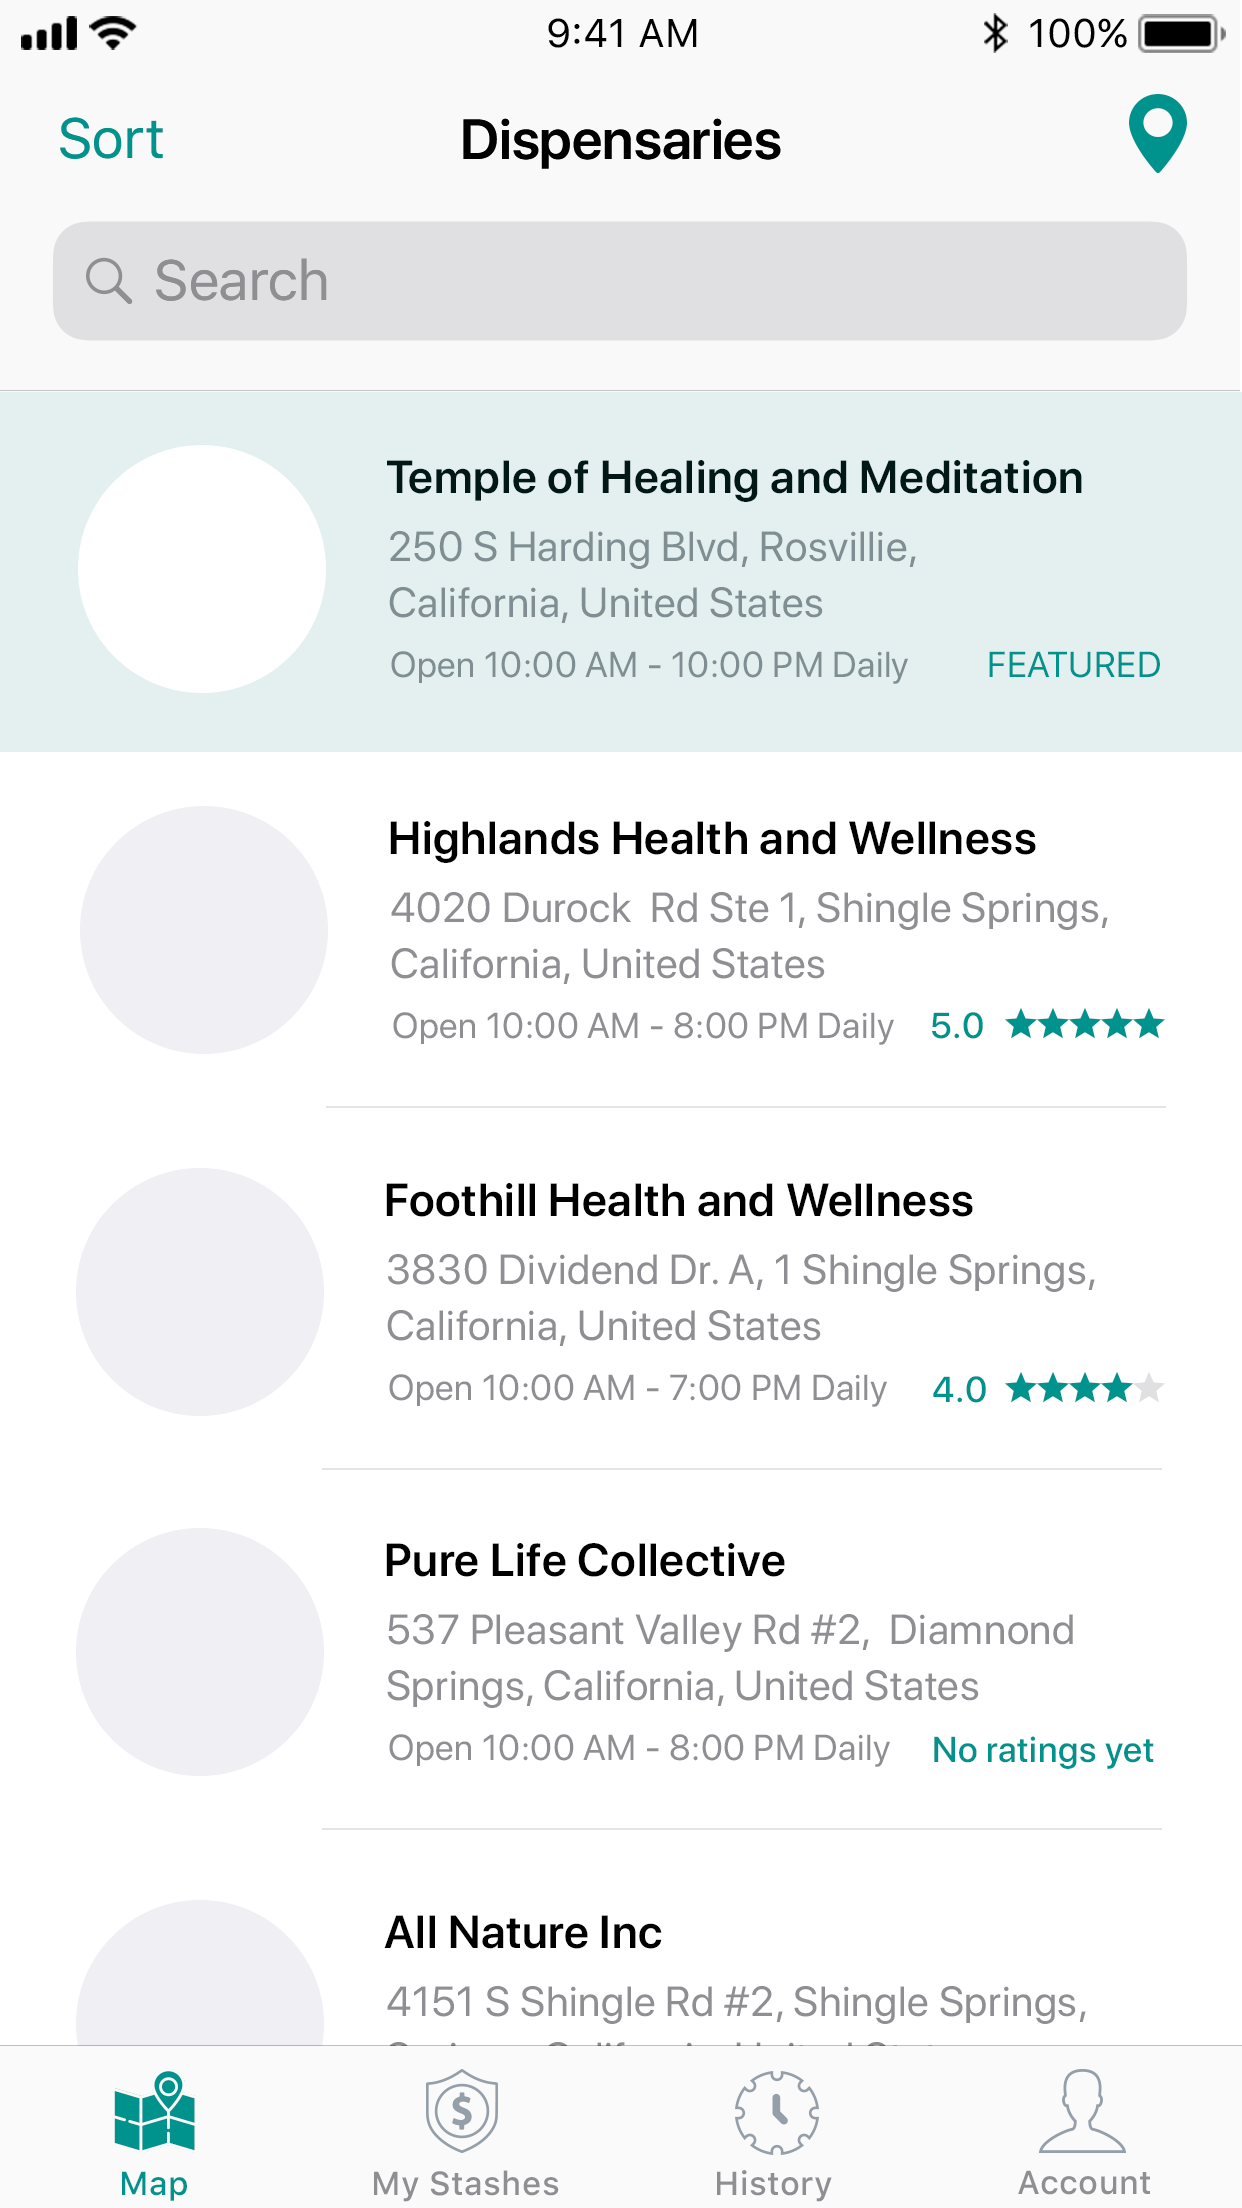 9:41 AM
100%
Sort
Dispensaries
Search
Temple of Healing and Meditation
250 S Harding Blvd, Rosvillie,
California, United States
Open 10:00 AM - 10:00 PM Daily
FEATURED
Highlands Health and Wellness
4020 Durock  Rd Ste 1, Shingle Springs,
California, United States
Open 10:00 AM - 8:00 PM Daily
5.0
Foothill Health and Wellness
3830 Dividend Dr. A, 1 Shingle Springs,
California, United States
Open 10:00 AM - 7:00 PM Daily
4.0
Pure Life Collective
537 Pleasant Valley Rd #2,  Diamnond
Springs, California, United States
Open 10:00 AM - 8:00 PM Daily
No ratings yet
All Nature Inc
4151 S Shingle Rd #2, Shingle Springs,
Map
My Stashes
History
Account